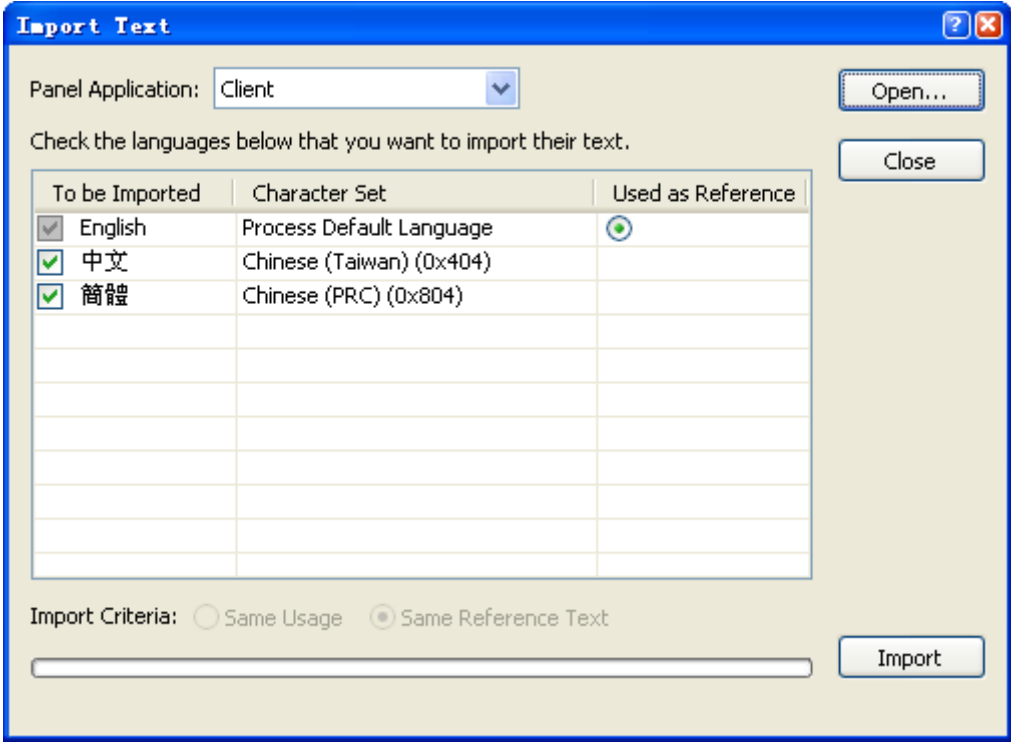 Import Text
Panel Application: Client
Open...
Check the languages below that you want to import their text.
Close
To be Imported Character Set Used as Reference
English Process Default Language
中文 Chinese (Taiwan) (0x404)
簡體 Chinese (PRC) (0x804)
Import Criteria: Same Usage Same Reference Text
Import